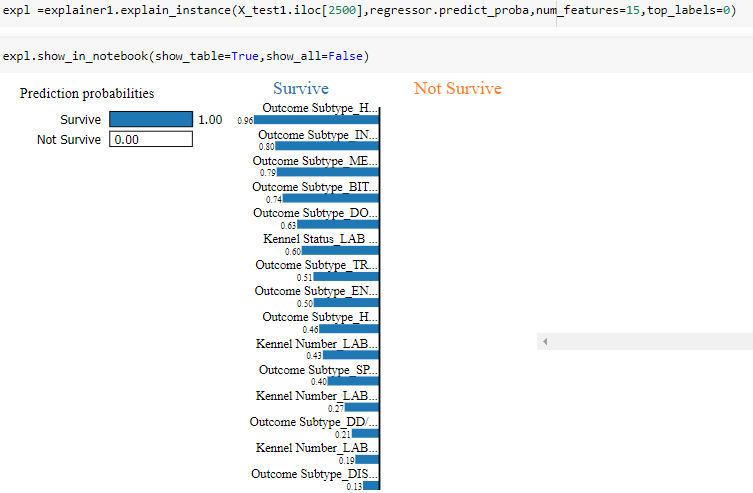 expl =explainer1.explain_instance(X_test1.iloc[2500],regressor.predict_proba,num_features=15,top_labels=0)
expl.show_in_notebook(show_table=True,show_all=False)
Prediction probabilities
Survive 1.00
Not Survive 0.00
Survive
Not Survive
Outcome Subtype_H...
0.96
Outcome Subtype_IN...
0.80
Outcome Subtype_ME...
0.79
Outcome Subtype_BIT...
0.74
Outcome Subtype_DO...
0.63
Kennel Status_LAB ...
0.60
Outcome Subtype_TR...
0.51
Outcome Subtype_EN...
0.50
Outcome Subtype_H...
0.46
Kennel Number_LAB...
0.43
Outcome Subtype_SP...
0.40
Kennel Number_LAB...
0.27
Outcome Subtype_DD/...
0.21
Kennel Number_LAB...
0.19
Outcome Subtype_DIS...
0.13